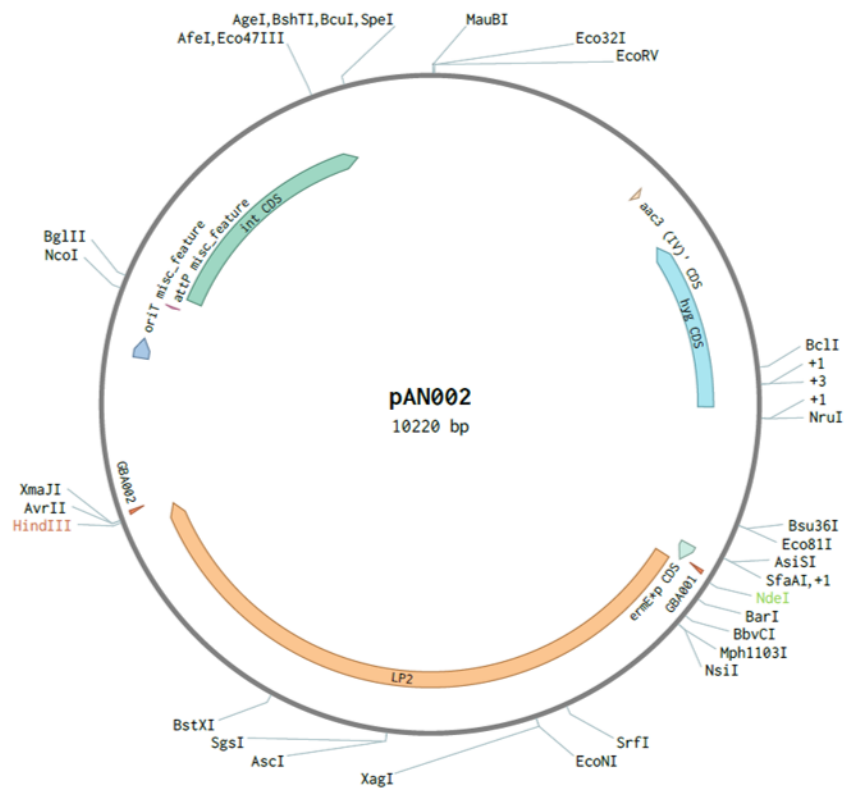 AgeI,BshTI,BcuI,SpeI
MauBI
AfeI,Eco47III
Eco32I
EcoRV
int CDS
attP misc_feature
oriT misc_feature
aac3 (IV)' CDS
hyg CDS
BglII
NcoI
BclI
+1
+3
+1
NruI
pAN002
10220 bp
GBA002
XmaJI
AvrII
HindIII
Bsu36I
Eco81I
AsiSI
SfaAI,+1
NdeI
BarI
BbvCI
Mph1103I
NsiI
ermE*p CDS
GBA001
LP2
BstXI
SgsI
AscI
XagI
EcoNI
SrfI